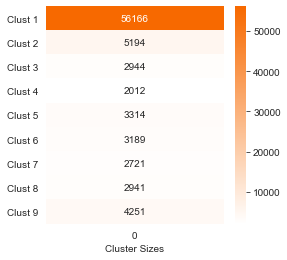 Clust 1 56166
Clust 2 5194
Clust 3 2944
Clust 4 2012
Clust 5 3314
Clust 6 3189
Clust 7 2721
Clust 8 2941
Clust 9 4251
0
Cluster Sizes
50000
40000
30000
20000
10000